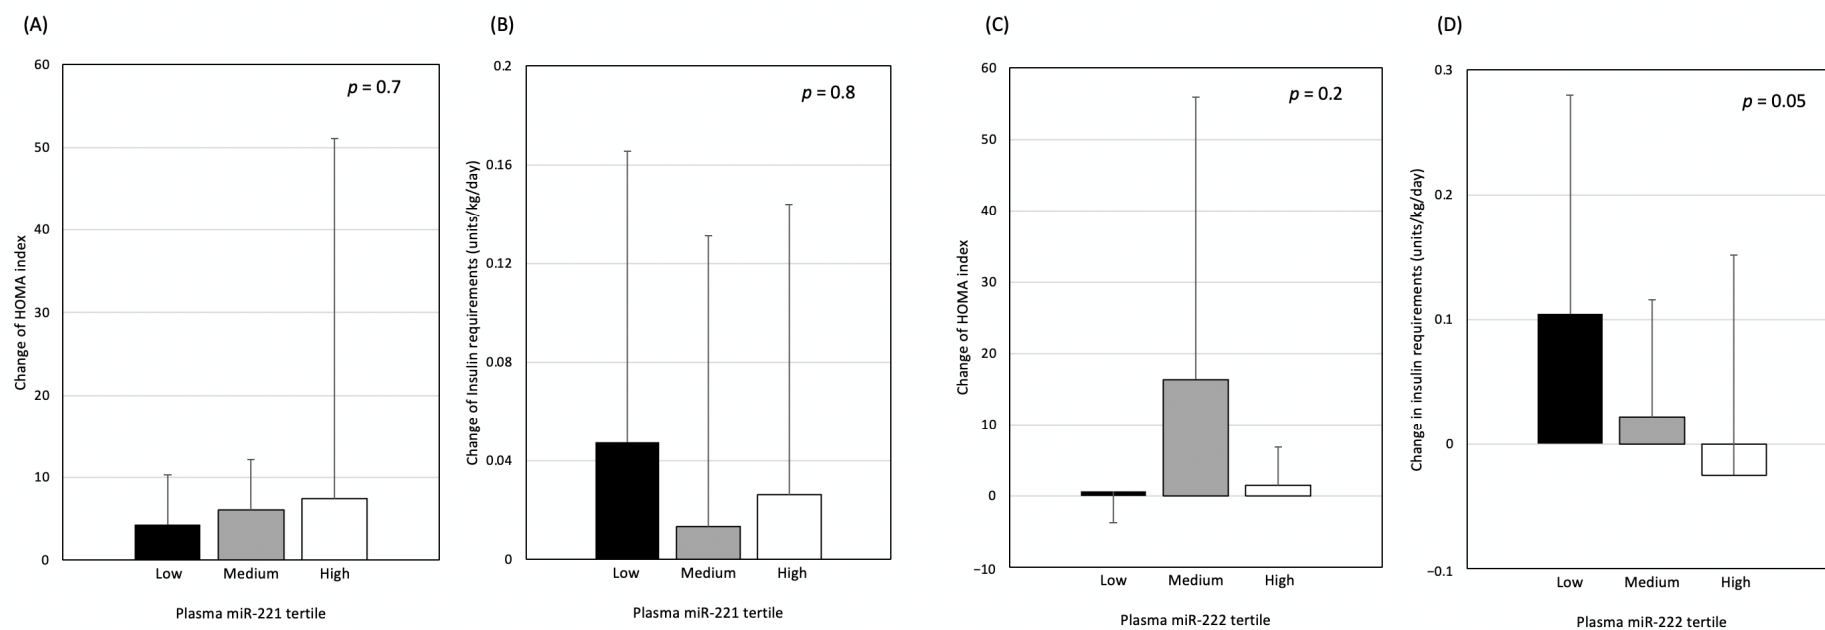 (A)
60
50
40
30
20
10
0
Change of HOMA index
p = 0.7
Low Medium High
Plasma miR-221 tertile
(B)
0.2
0.16
0.12
0.08
0.04
0
Change of Insulin requirements (units/kg/day)
p = 0.8
Low Medium High
Plasma miR-221 tertile
(C)
60
50
40
30
20
10
0
−10
Change of HOMA index
p = 0.2
Low Medium High
Plasma miR-222 tertile
(D)
0.3
0.2
0.1
0
−0.1
Change in insulin requirements (units/kg/day)
p = 0.05
Low Medium High
Plasma miR-222 tertile